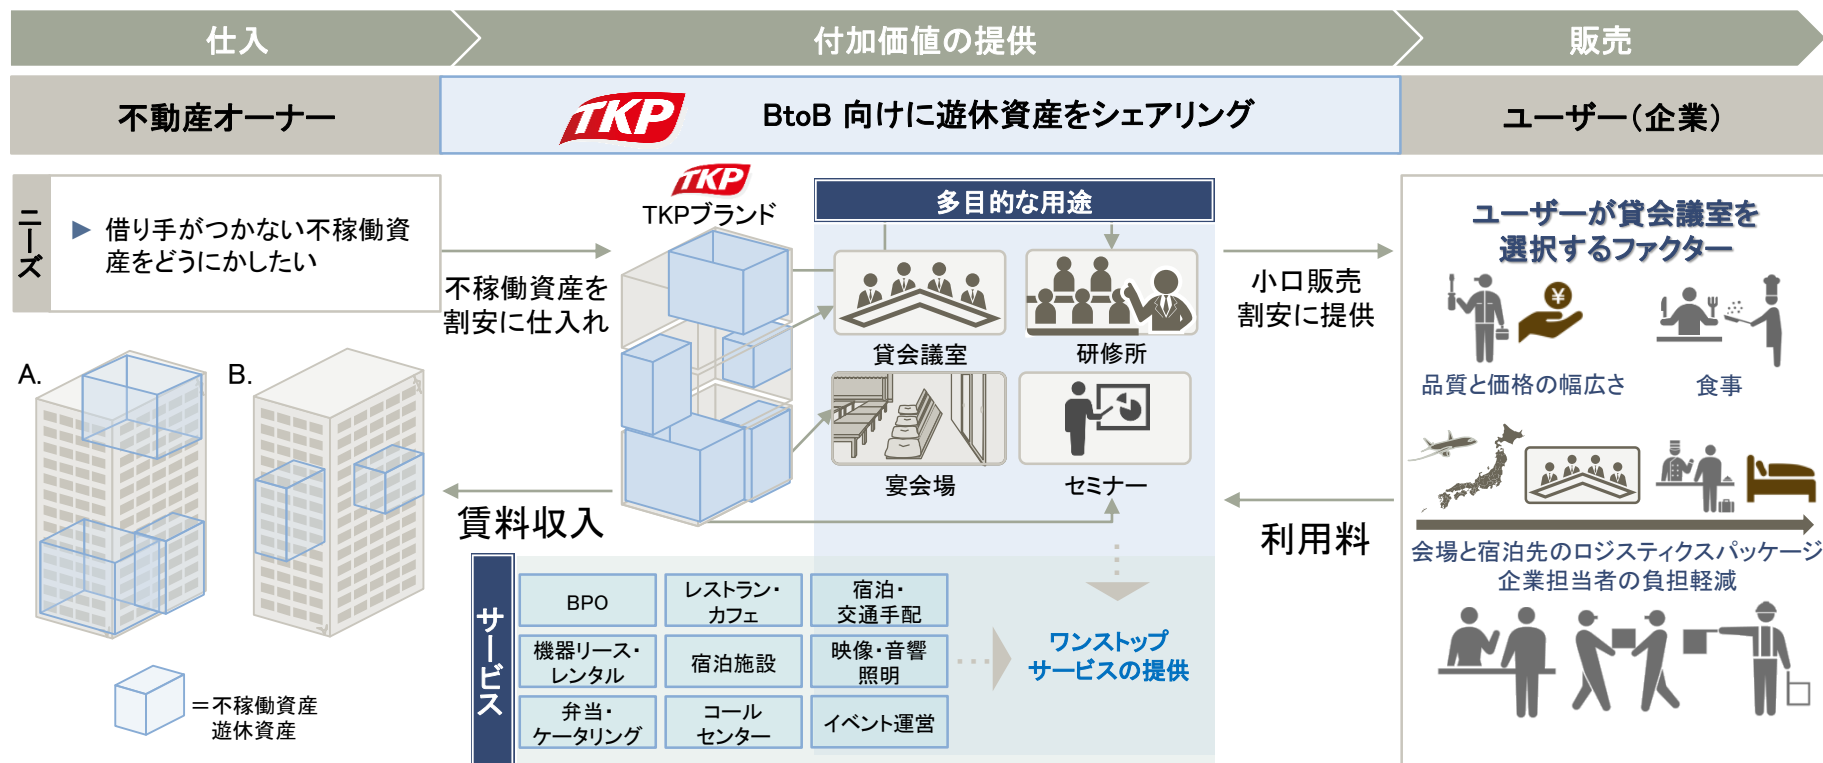 仕入
付加価値の提供
販売
不動産オーナー
TKP
BtoB 向けに遊休資産をシェアリング
ユーザー(企業)
ニーズ
▶ 借り手がつかない不稼働資
産をどうにかしたい
不稼働資産を
割安に仕入れ
TKP
TKPブランド
多目的な用途
貸会議室
研修所
宴会場
セミナー
小口販売
割安に提供
ユーザーが貸会議室を
選択するファクター
¥
品質と価格の幅広さ
食事
会場と宿泊先のロジスティクスパッケージ
企業担当者の負担軽減
A.
B.
=不稼働資産
遊休資産
賃料収入
利用料
サービス
BPO
レストラン・
カフェ
宿泊・
交通手配
機器リース・
レンタル
宿泊施設
映像・音響
照明
弁当・
ケータリング
コール
センター
イベント運営
ワンストップ
サービスの提供